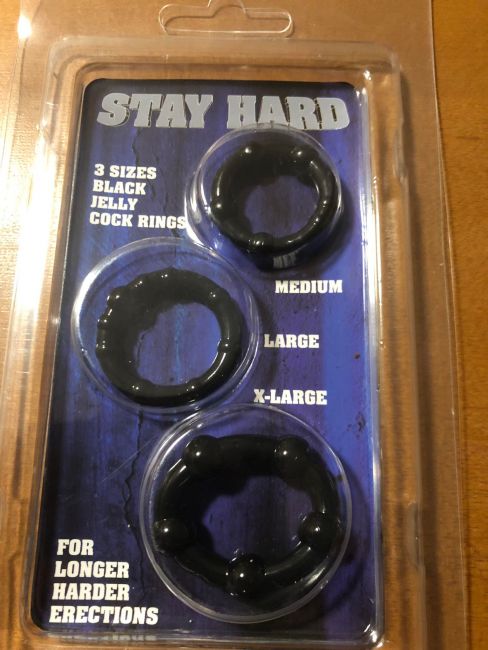 STAY HARD
3 SIZES
BLACK
JELLY
COCK RINGS
MEDIUM
LARGE
X-LARGE
FOR
LONGER
HARDER
ERECTIONS